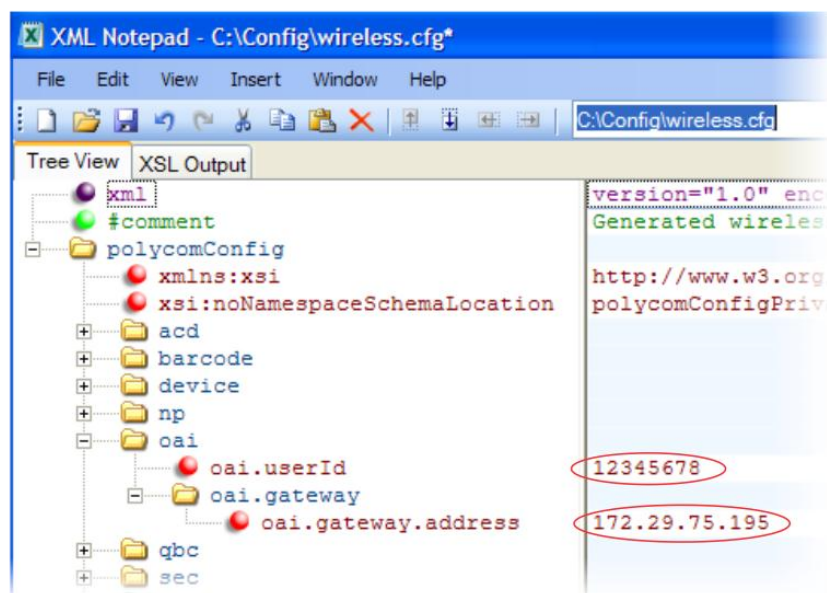 XML Notepad - C:\Config\wireless.cfg*
File Edit View Insert Window Help
C:\Config\wireless.cfg
Tree View XSL Output
xml version="1.0" enc
#comment Generated wireles
polycomConfig
xmlns:xsi http://www.w3.org
xsi:noNamespaceSchemaLocation polycomConfigPriv
acd
barcode
device
np
oai
oai.userId 12345678
oai.gateway
oai.gateway.address 172.29.75.195
qbc
sec